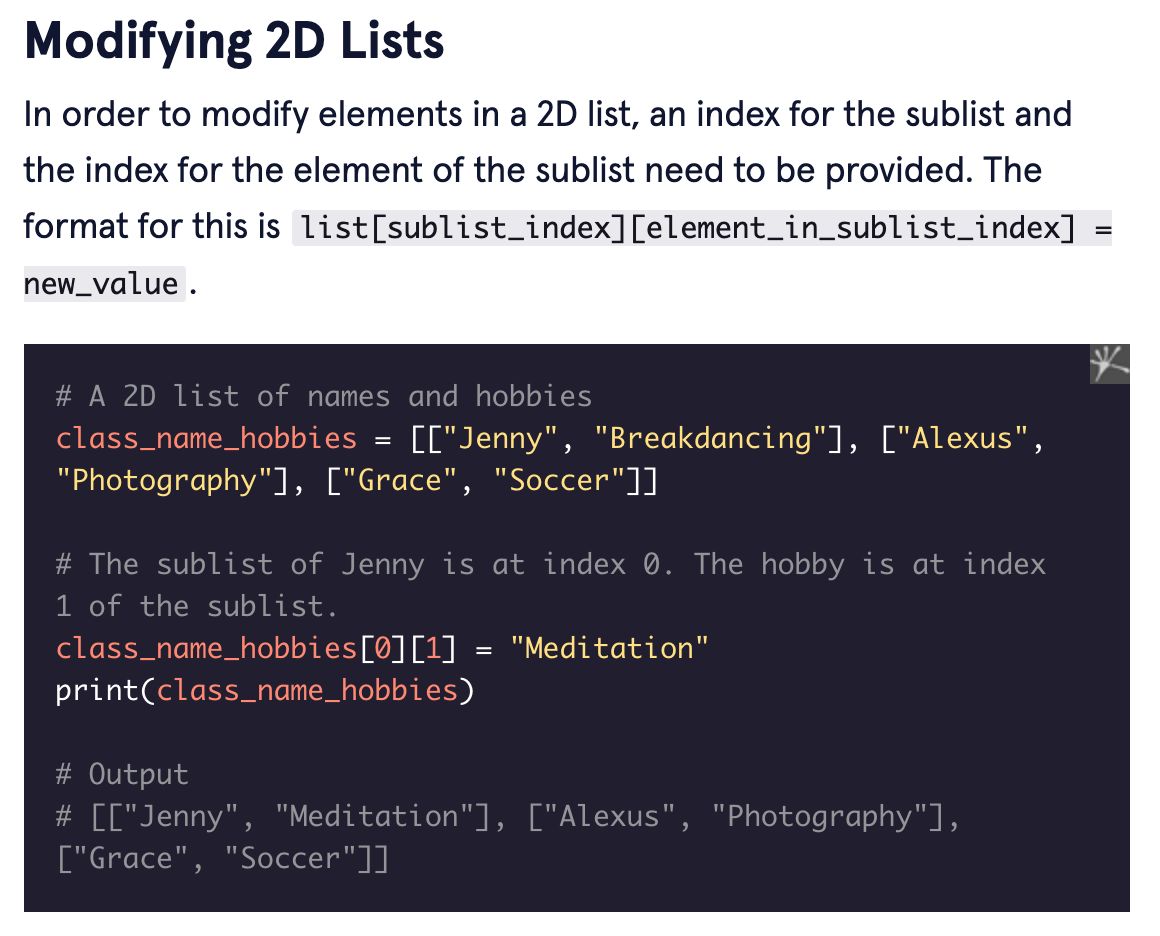 Modifying 2D Lists
In order to modify elements in a 2D list, an index for the sublist and
the index for the element of the sublist need to be provided. The
format for this is list[sublist_index][element_in_sublist_index] =
new_value.
# A 2D list of names and hobbies
class_name_hobbies = [["Jenny", "Breakdancing"], ["Alexus",
"Photography"], ["Grace", "Soccer"]]
# The sublist of Jenny is at index 0. The hobby is at index
1 of the sublist.
class_name_hobbies[0][1] = "Meditation"
print(class_name_hobbies)
# Output
# [["Jenny", "Meditation"], ["Alexus", "Photography"],
["Grace", "Soccer"]]